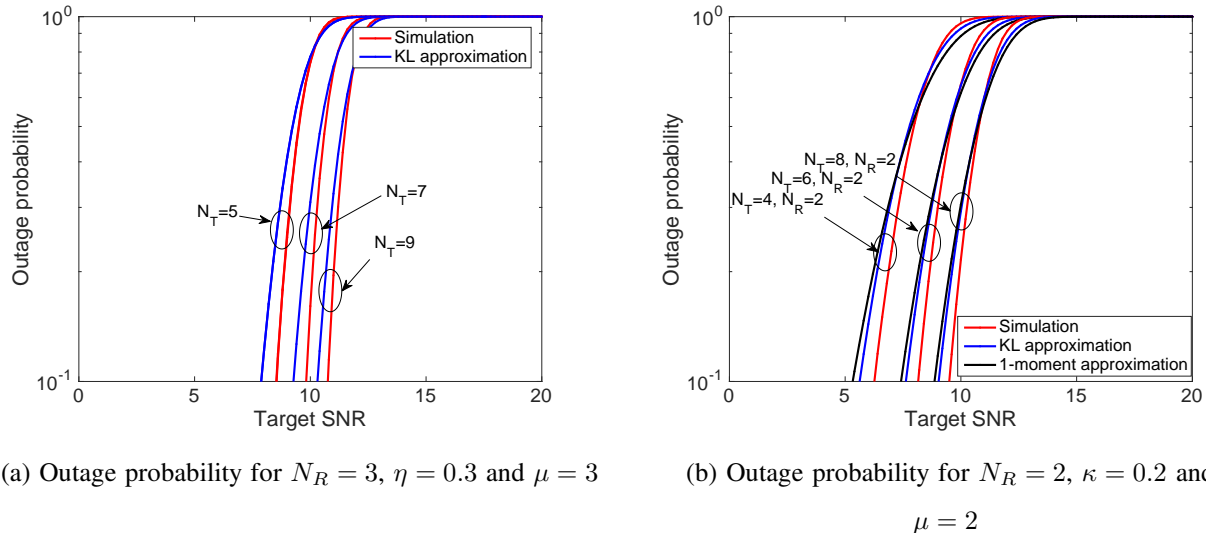 10^0
10^-1
Outage probability
0
5
10
15
20
Target SNR
Simulation
KL approximation
N_T=5
N_T=7
N_T=9
(a) Outage probability for N_R = 3, η = 0.3 and μ = 3
10^0
10^-1
Outage probability
0
5
10
15
20
Target SNR
N_T=8, N_R=2
N_T=6, N_R=2
N_T=4, N_R=2
Simulation
KL approximation
1-moment approximation
(b) Outage probability for N_R = 2, κ = 0.2 and
μ = 2